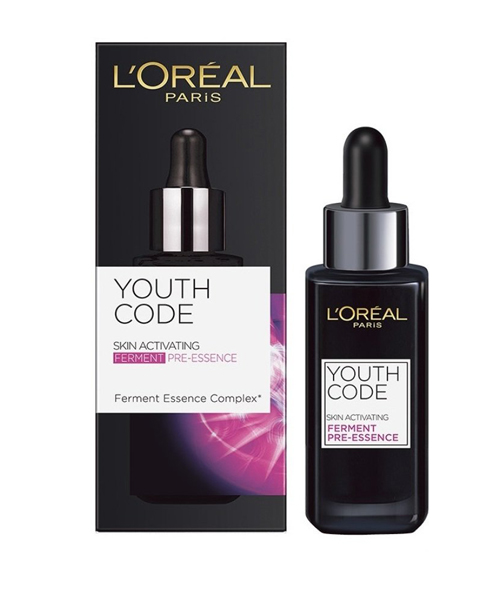 L'ORÉAL
PARiS
YOUTH
CODE
SKIN ACTIVATING
FERMENT PRE-ESSENCE
Ferment Essence Complex*
L'ORÉAL
PARiS
YOUTH
CODE
SKIN ACTIVATING
FERMENT
PRE-ESSENCE